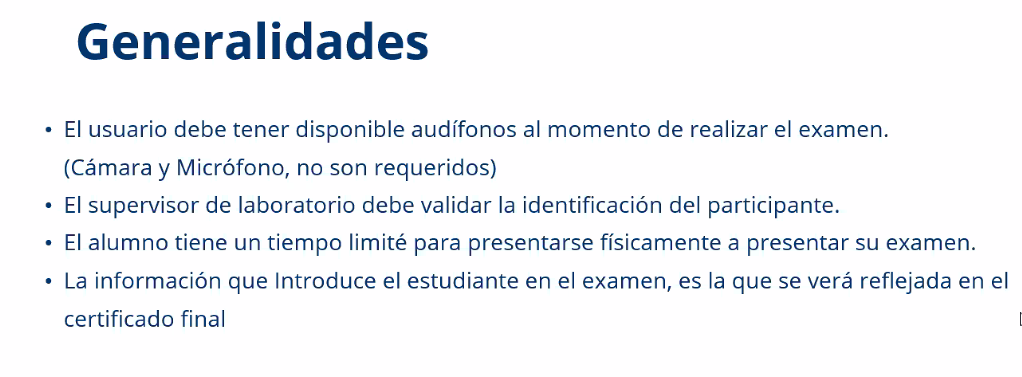 Generalidades
• El usuario debe tener disponible audífonos al momento de realizar el examen.
(Cámara y Micrófono, no son requeridos)
• El supervisor de laboratorio debe validar la identificación del participante.
• El alumno tiene un tiempo limité para presentarse físicamente a presentar su examen.
• La información que Introduce el estudiante en el examen, es la que se verá reflejada en el
certificado final